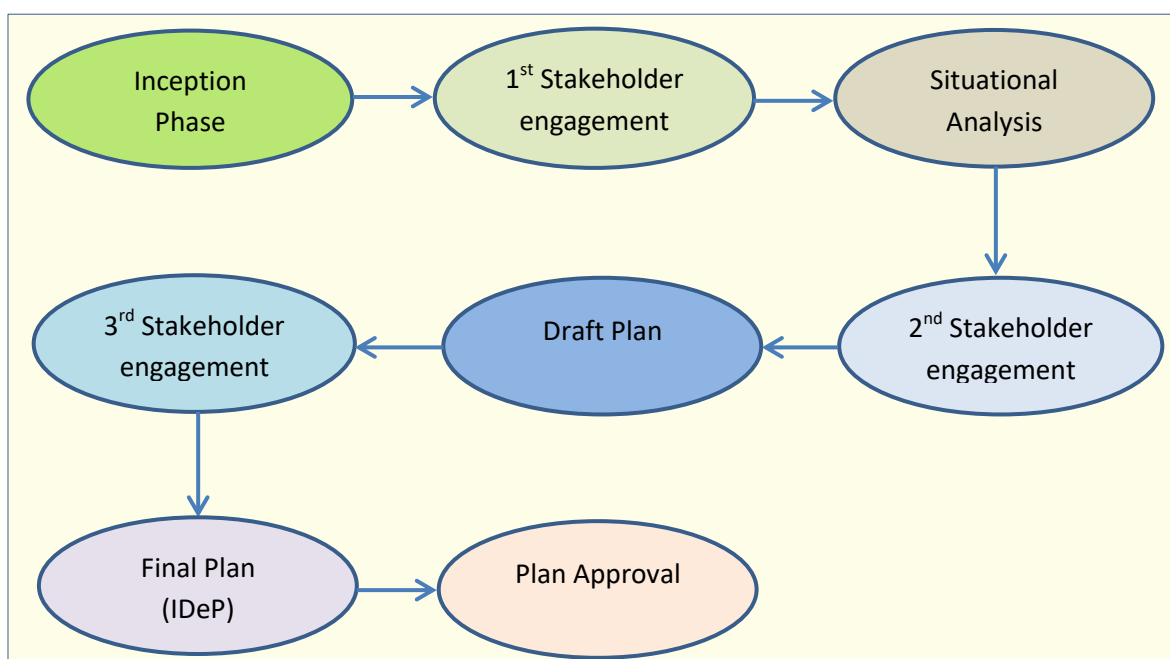 Inception
Phase
1st Stakeholder
engagement
Situational
Analysis
2nd Stakeholder
engagement
Draft Plan
3rd Stakeholder
engagement
Final Plan
(IDeP)
Plan Approval